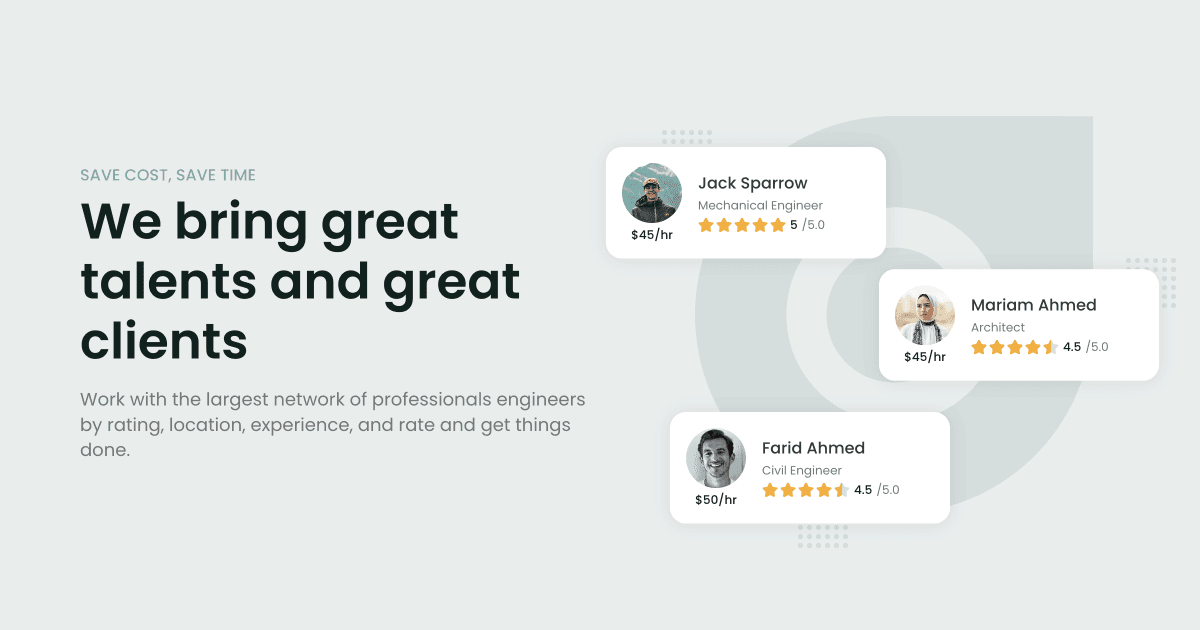 SAVE COST, SAVE TIME
We bring great
talents and great
clients
Work with the largest network of professionals engineers
by rating, location, experience, and rate and get things
done.
Jack Sparrow
Mechanical Engineer
5 /5.0
$45/hr
Mariam Ahmed
Architect
4.5 /5.0
$45/hr
Farid Ahmed
Civil Engineer
4.5 /5.0
$50/hr